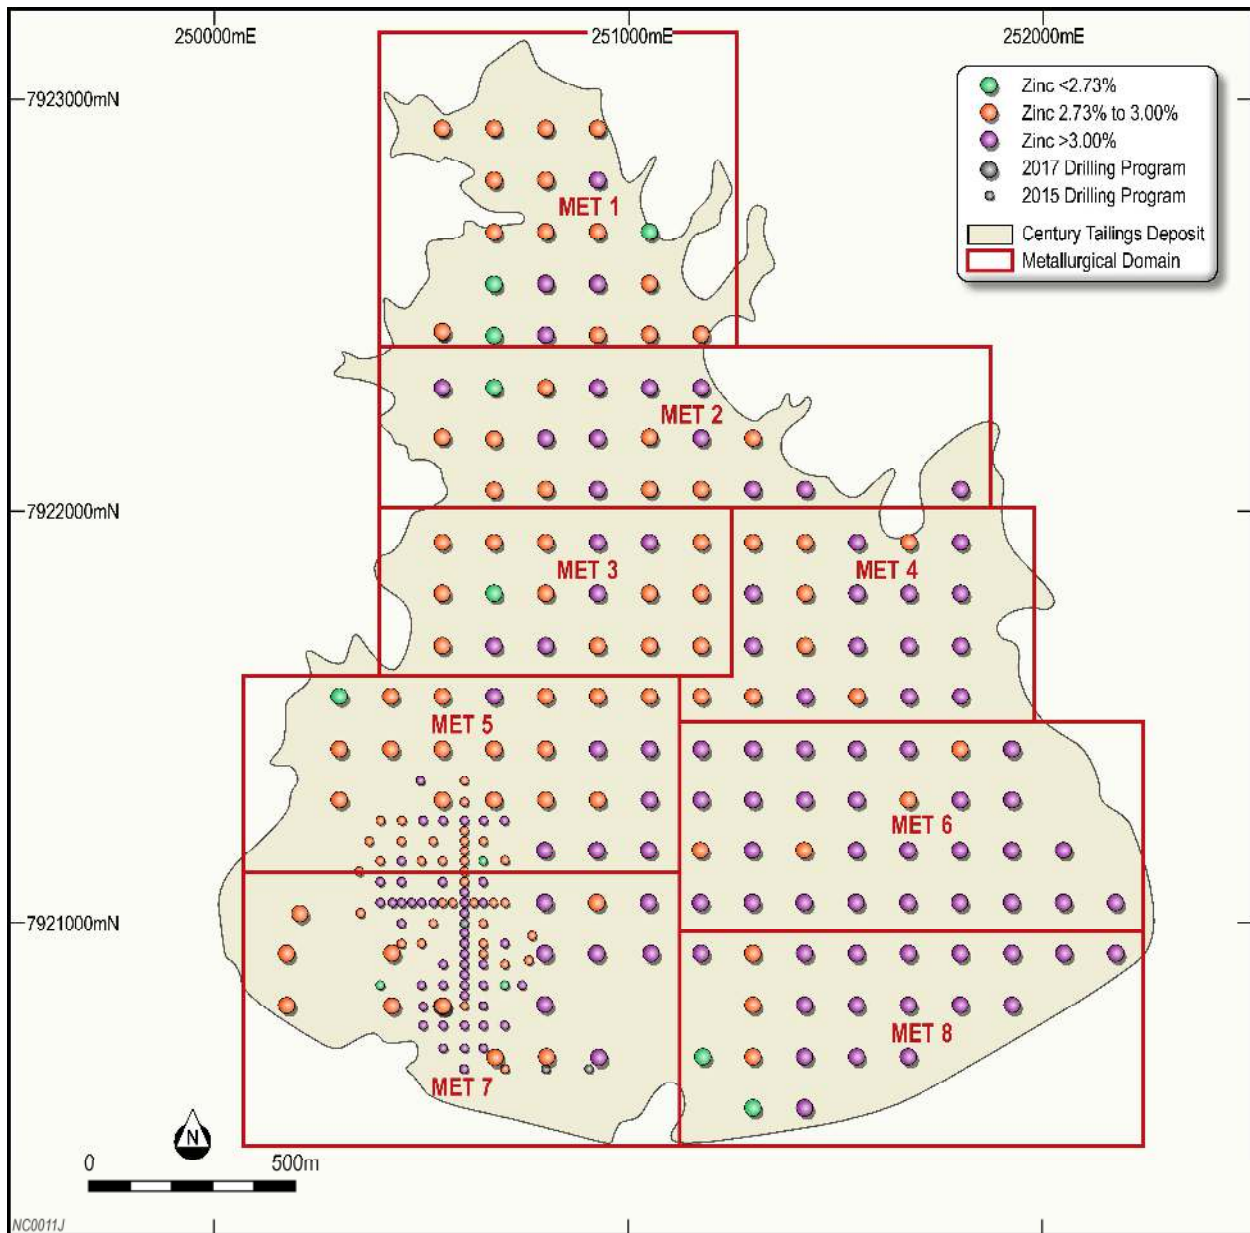 250000mE
251000mE
252000mE
7923000mN
Zinc <2.73%
Zinc 2.73% to 3.00%
Zinc >3.00%
2017 Drilling Program
2015 Drilling Program
Century Tailings Deposit
Metallurgical Domain
MET 1
MET 2
7922000mN
MET 3
MET 4
MET 5
MET 6
7921000mN
MET 8
MET 7
N
0
500m
NC0011J